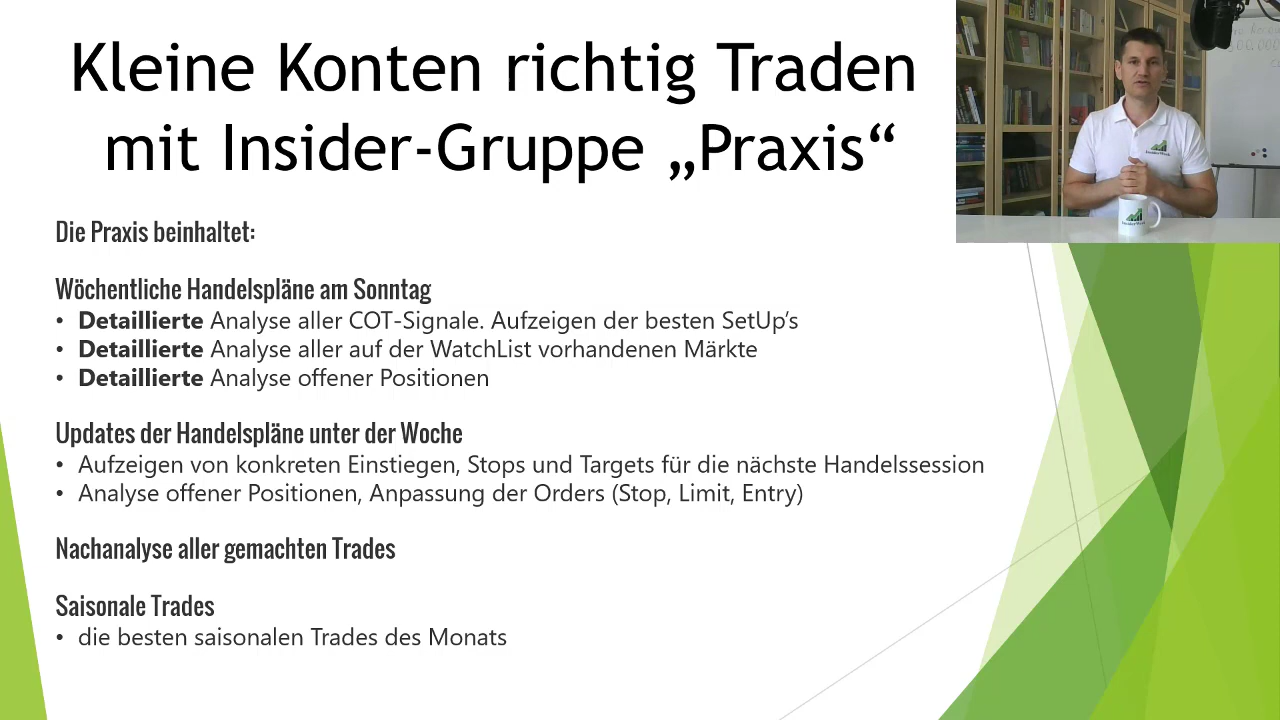 Kleine Konten richtig Traden
mit Insider-Gruppe „Praxis“
Die Praxis beinhaltet:
Wöchentliche Handelspläne am Sonntag
• Detaillierte Analyse aller COT-Signale. Aufzeigen der besten SetUp’s
• Detaillierte Analyse aller auf der WatchList vorhandenen Märkte
• Detaillierte Analyse offener Positionen
Updates der Handelspläne unter der Woche
• Aufzeigen von konkreten Einstiegen, Stops und Targets für die nächste Handelssession
• Analyse offener Positionen, Anpassung der Orders (Stop, Limit, Entry)
Nachanalyse aller gemachten Trades
Saisonale Trades
• die besten saisonalen Trades des Monats